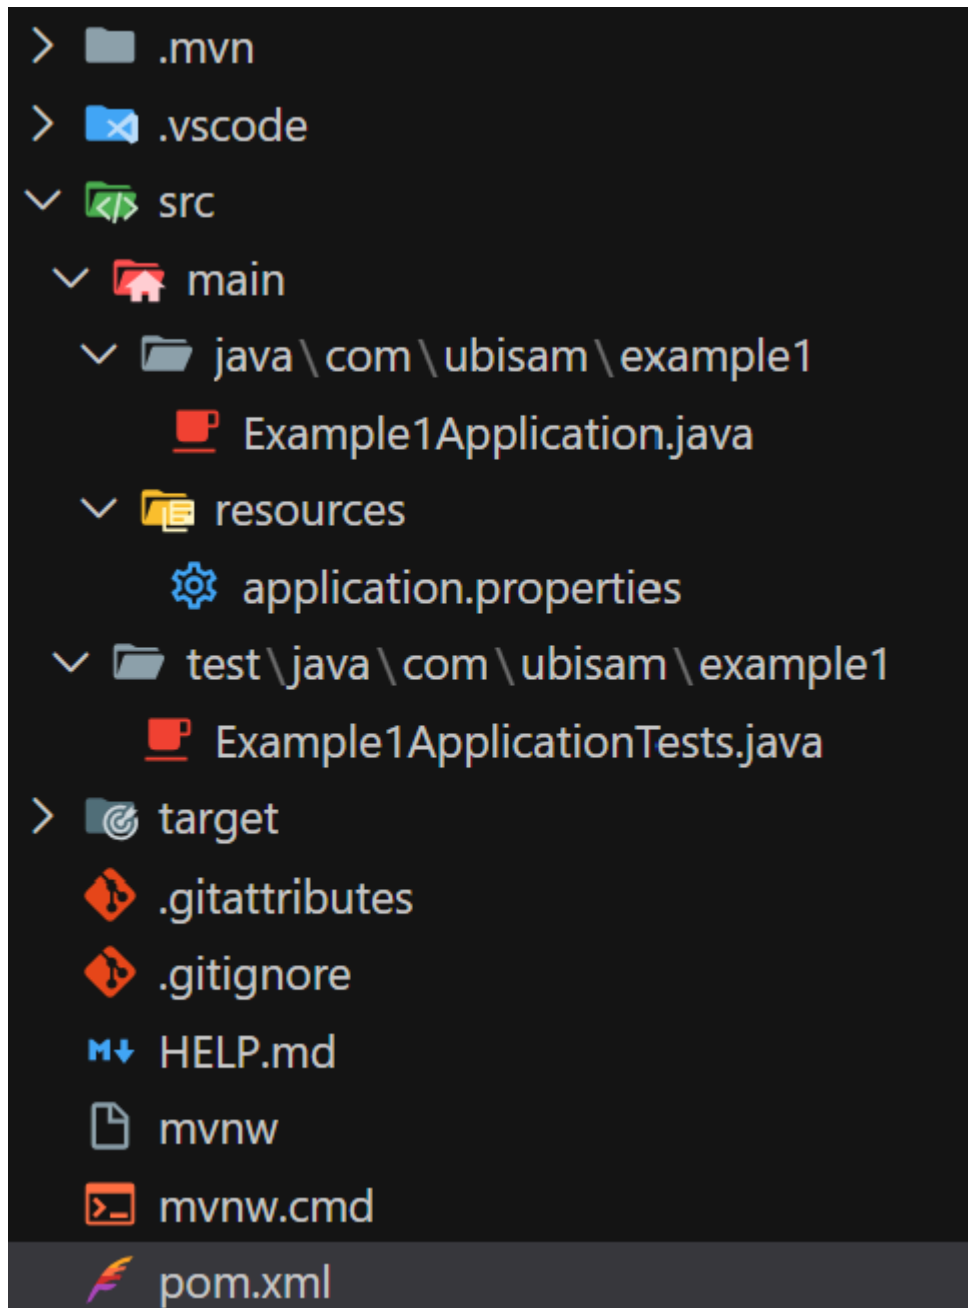 .mvn
.vscode
src
main
java\com\ubisam\example1
Example1Application.java
resources
application.properties
test\java\com\ubisam\example1
Example1ApplicationTests.java
target
.gitattributes
.gitignore
HELP.md
mvnw
mvnw.cmd
pom.xml